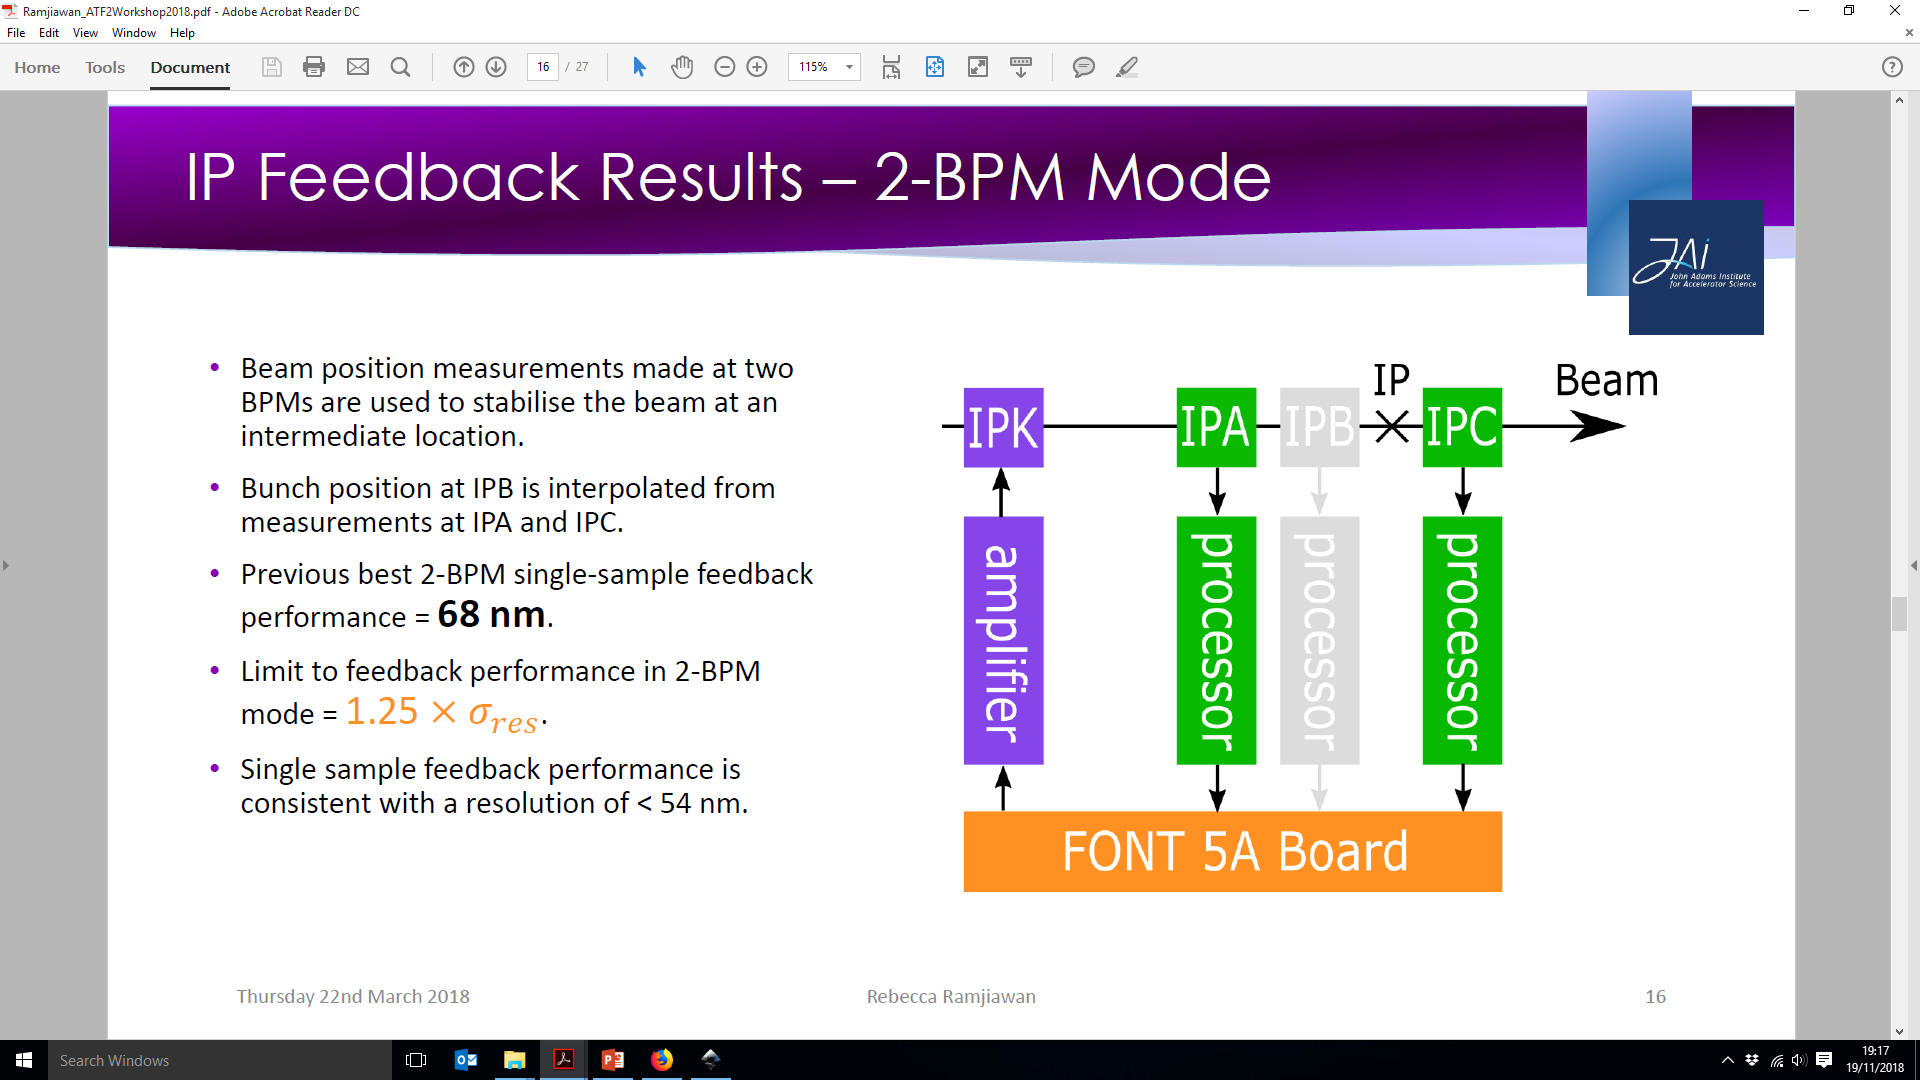 Ramjiawan_ATF2Workshop2018.pdf - Adobe Acrobat Reader DC
File Edit View Window Help
Home Tools Document 16 / 27 115%
IP Feedback Results – 2-BPM Mode
JAi
John Adams Institute
for Accelerator Science
• Beam position measurements made at two
BPMs are used to stabilise the beam at an
intermediate location.
• Bunch position at IPB is interpolated from
measurements at IPA and IPC.
• Previous best 2-BPM single-sample feedback
performance = 68 nm.
• Limit to feedback performance in 2-BPM
mode = 1.25 × σ_res.
• Single sample feedback performance is
consistent with a resolution of < 54 nm.
IP Beam
IPK IPA IPB IPC
amplifier processor processor processor
FONT 5A Board
Thursday 22nd March 2018 Rebecca Ramjiawan 16
Search Windows
19:17
19/11/2018